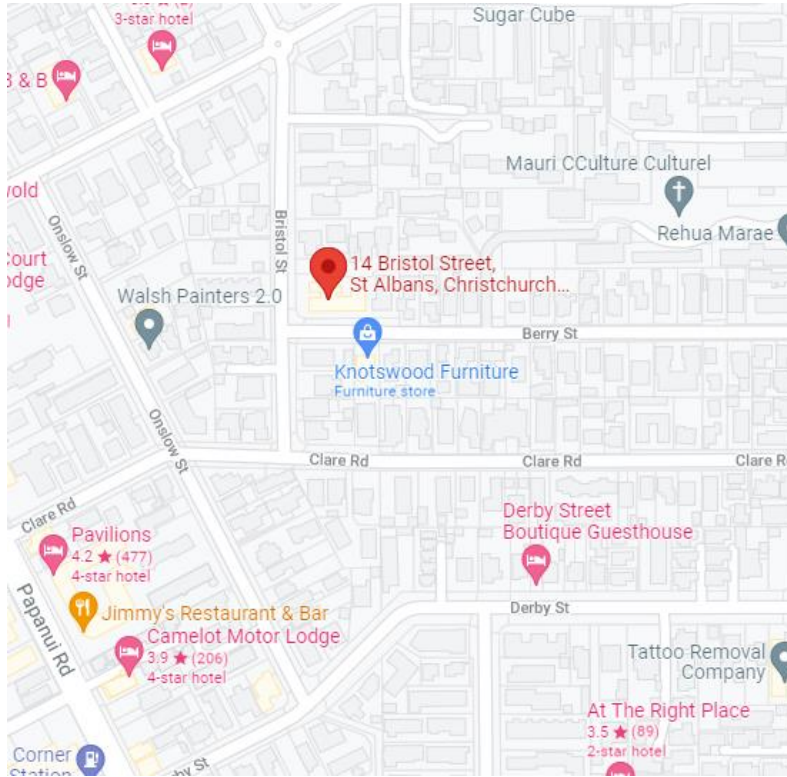 3-star hotel
Sugar Cube
B & B
Mauri CCulture Culturel
Onslow St
Bristol St
Rehua Marae
14 Bristol Street,
St Albans, Christchurch...
Walsh Painters 2.0
Berry St
Knotswood Furniture
Furniture store
Onslow St
Clare Rd
Clare Rd
Clare R
Clare Rd
Derby Street
Boutique Guesthouse
Pavilions
4.2 ★ (477)
4-star hotel
Papanui Rd
Jimmy's Restaurant & Bar
Derby St
Camelot Motor Lodge
3.9 ★ (206)
4-star hotel
Tattoo Removal
Company
At The Right Place
3.5 ★ (89)
2-star hotel
Corner
Station